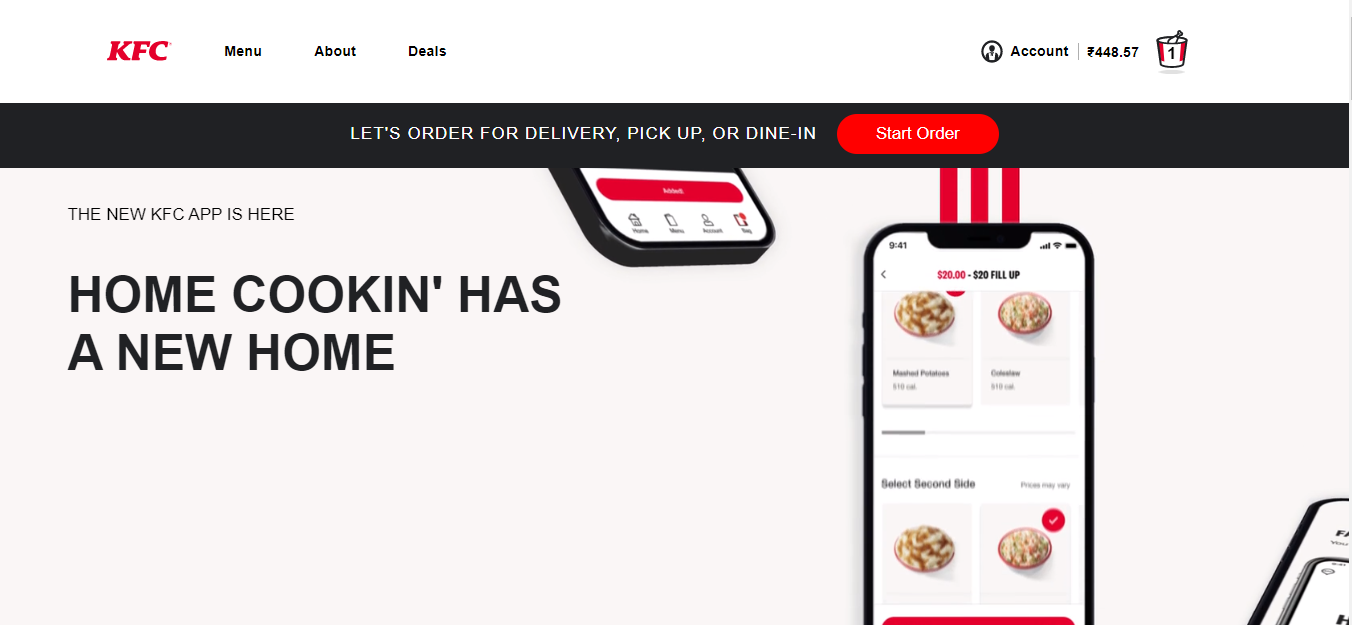 KFC
Menu
About
Deals
Account
₹448.57
1
LET'S ORDER FOR DELIVERY, PICK UP, OR DINE-IN
Start Order
THE NEW KFC APP IS HERE
HOME COOKIN' HAS
A NEW HOME
Added!
Home
Menu
Account
Bag
9:41
$20.00 - $20 FILL UP
Mashed Potatoes
510 cal.
Coleslaw
510 cal.
Select Second Side
Prices may vary